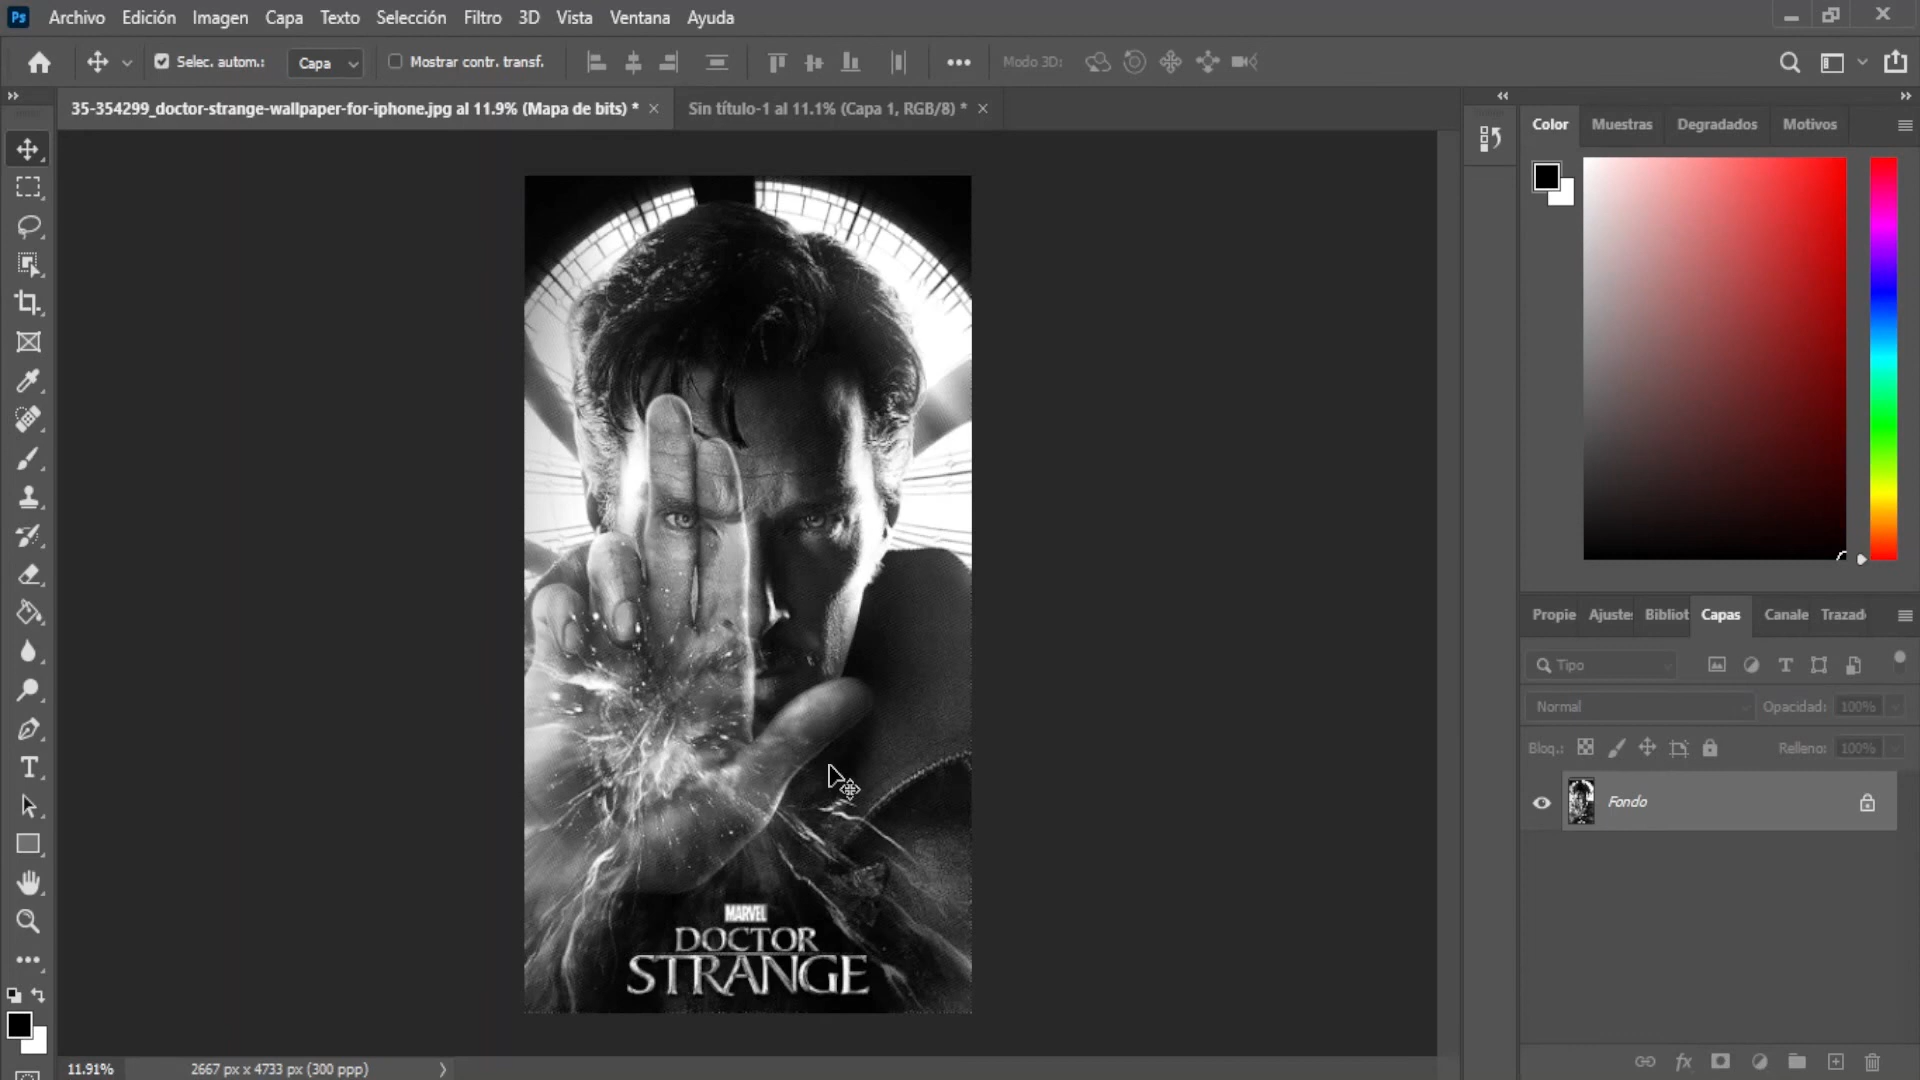 Ps Archivo Edición Imagen Capa Texto Selección Filtro 3D Vista Ventana Ayuda
Selec. autom.: Capa Mostrar contr. transf. Modo 3D:
35-354299_doctor-strange-wallpaper-for-iphone.jpg al 11.9% (Mapa de bits) * Sin título-1 al 11.1% (Capa 1, RGB/8) *
Color Muestras Degradados Motivos
Propie Ajuste Bibliot Capas Canale Trazad
Tipo
Normal Opacidad: 100%
Bloq.: Relleno: 100%
Fondo
MARVEL
DOCTOR
STRANGE
11.91% 2667 px x 4733 px (300 ppp)